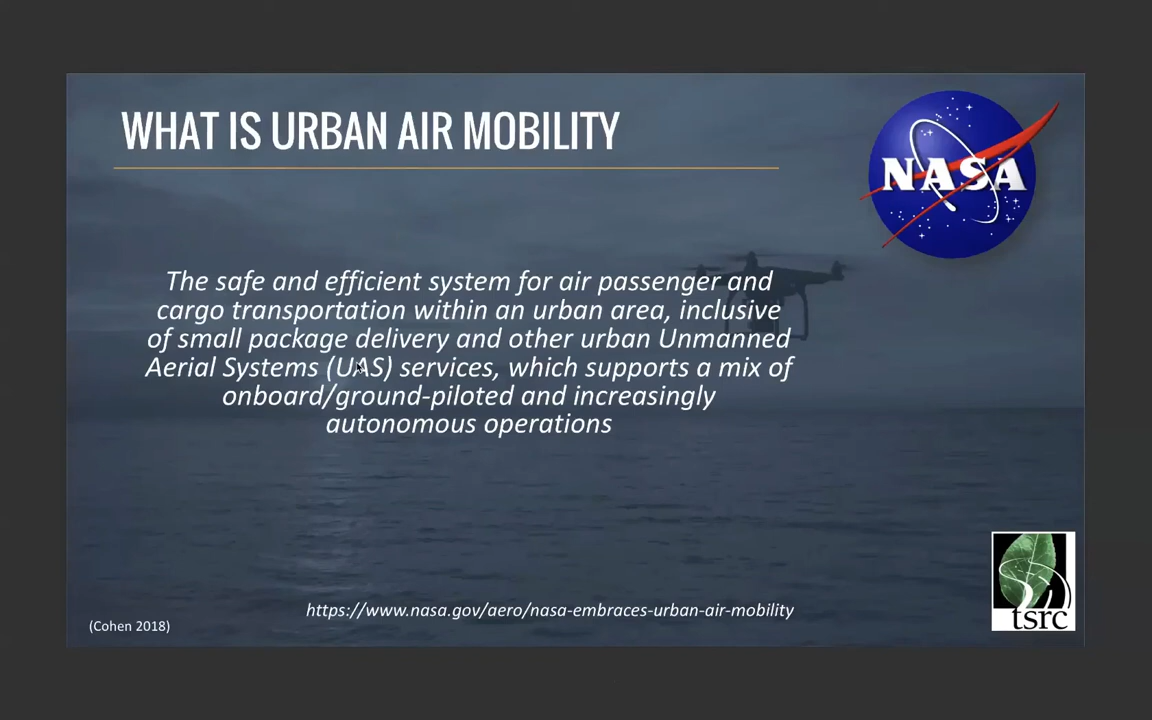 WHAT IS URBAN AIR MOBILITY
NASA
The safe and efficient system for air passenger and
cargo transportation within an urban area, inclusive
of small package delivery and other urban Unmanned
Aerial Systems (UAS) services, which supports a mix of
onboard/ground-piloted and increasingly
autonomous operations
https://www.nasa.gov/aero/nasa-embraces-urban-air-mobility
(Cohen 2018)
tsrc